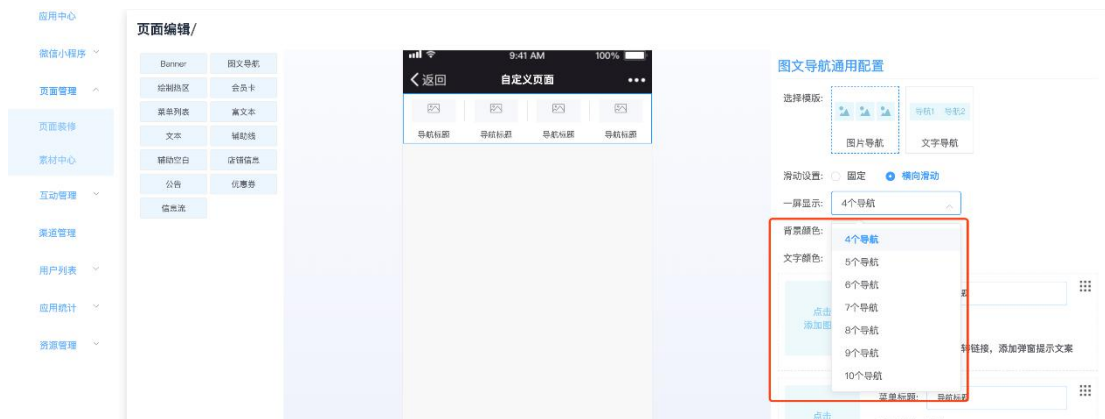 应用中心
微信小程序
页面管理
页面装修
素材中心
互动管理
渠道管理
用户列表
应用统计
资源管理
页面编辑/
Banner 图文导航
绘制热区 会员卡
菜单列表 富文本
文本 辅助线
辅助空白 店铺信息
公告 优惠券
信息流
9:41 AM 100%
返回 自定义页面
导航标题 导航标题 导航标题 导航标题
图文导航通用配置
选择模版:
导航1 导航2
图片导航 文字导航
滑动设置: 固定 横向滑动
一屏显示: 4个导航
背景颜色:
文字颜色:
4个导航
5个导航
6个导航
7个导航
8个导航
9个导航
10个导航
点击
添加图
转链接，添加弹窗提示文案
菜单标题: 导航标题
点击